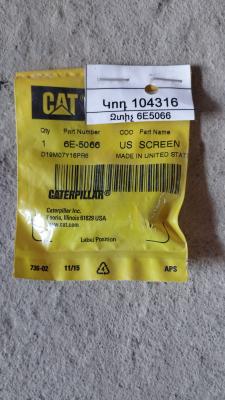 CAT
Կոդ 104316
Զտիչ 6E5066
Qty Part Number COO Part Name
1 6E-5066 US SCREEN
D19M07Y16PR6 MADE IN UNITED STAT
CATERPILLAR
Caterpillar Inc.
Peoria, Illinois 61629 USA
www.cat.com
Label Position
736-02 11/15 APS